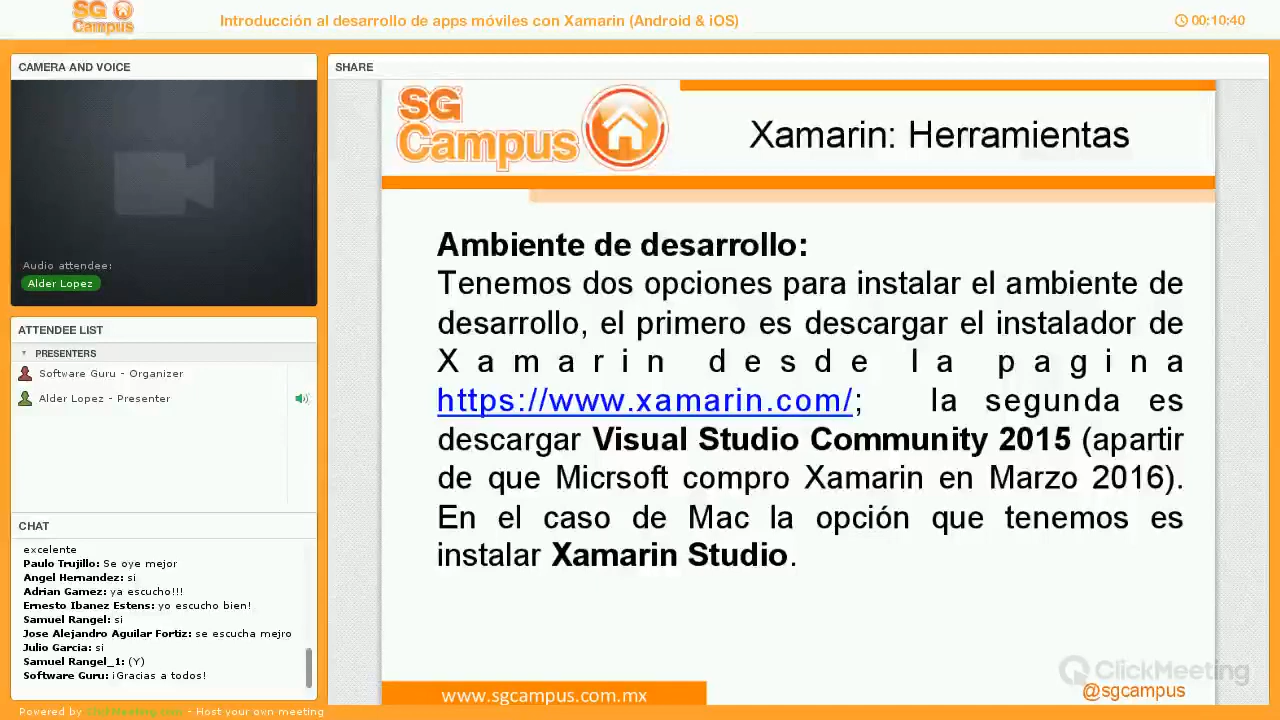 SG Campus
Introducción al desarrollo de apps móviles con Xamarin (Android & iOS)
00:10:40
CAMERA AND VOICE
Audio attendee:
Alder Lopez
ATTENDEE LIST
PRESENTERS
Software Guru - Organizer
Alder Lopez - Presenter
CHAT
excelente
Paulo Trujillo: Se oye mejor
Angel Hernandez: si
Adrian Gamez: ya escucho!!!
Ernesto Ibanez Estens: yo escucho bien!
Samuel Rangel: si
Jose Alejandro Aguilar Fortiz: se escucha mejro
Julio Garcia: si
Samuel Rangel_1: (Y)
Software Guru: ¡Gracias a todos!
SHARE
SG
Campus
Xamarin: Herramientas
Ambiente de desarrollo:
Tenemos dos opciones para instalar el ambiente de
desarrollo, el primero es descargar el instalador de
Xamarin desde la pagina
https://www.xamarin.com/; la segunda es
descargar Visual Studio Community 2015 (apartir
de que Micrsoft compro Xamarin en Marzo 2016).
En el caso de Mac la opción que tenemos es
instalar Xamarin Studio.
ClickMeeting
www.sgcampus.com.mx
@sgcampus
Powered by ClickMeeting.com - Host your own meeting